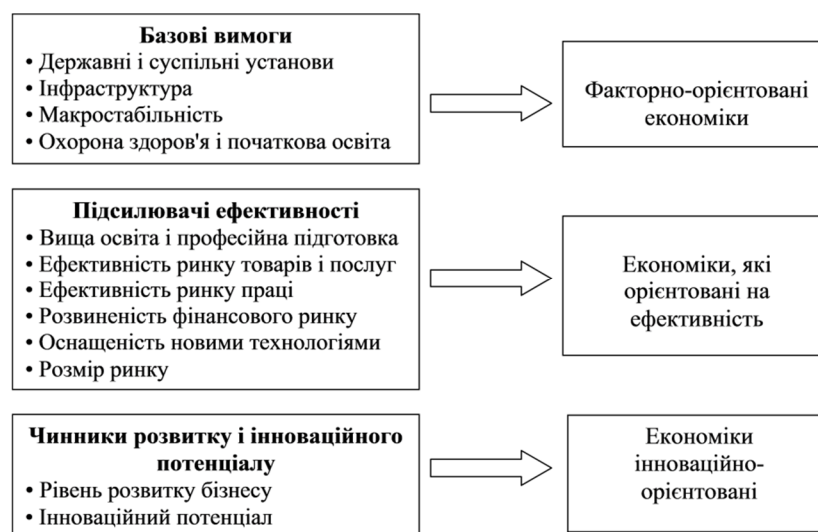 Базові вимоги
• Державні і суспільні установи
• Інфраструктура
• Макростабільність
• Охорона здоров'я і початкова освіта
Факторно-орієнтовані
економіки
Підсилювачі ефективності
• Вища освіта і професійна підготовка
• Ефективність ринку товарів і послуг
• Ефективність ринку праці
• Розвиненість фінансового ринку
• Оснащеність новими технологіями
• Розмір ринку
Економіки, які
орієнтовані на
ефективність
Чинники розвитку і інноваційного
потенціалу
• Рівень розвитку бізнесу
• Інноваційний потенціал
Економіки
інноваційно-
орієнтовані